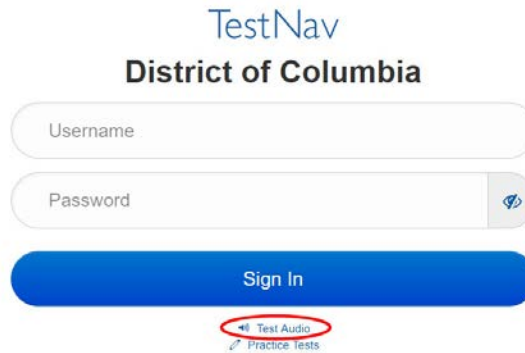 TestNav
District of Columbia
Username
Password
Sign In
Test Audio
Practice Tests